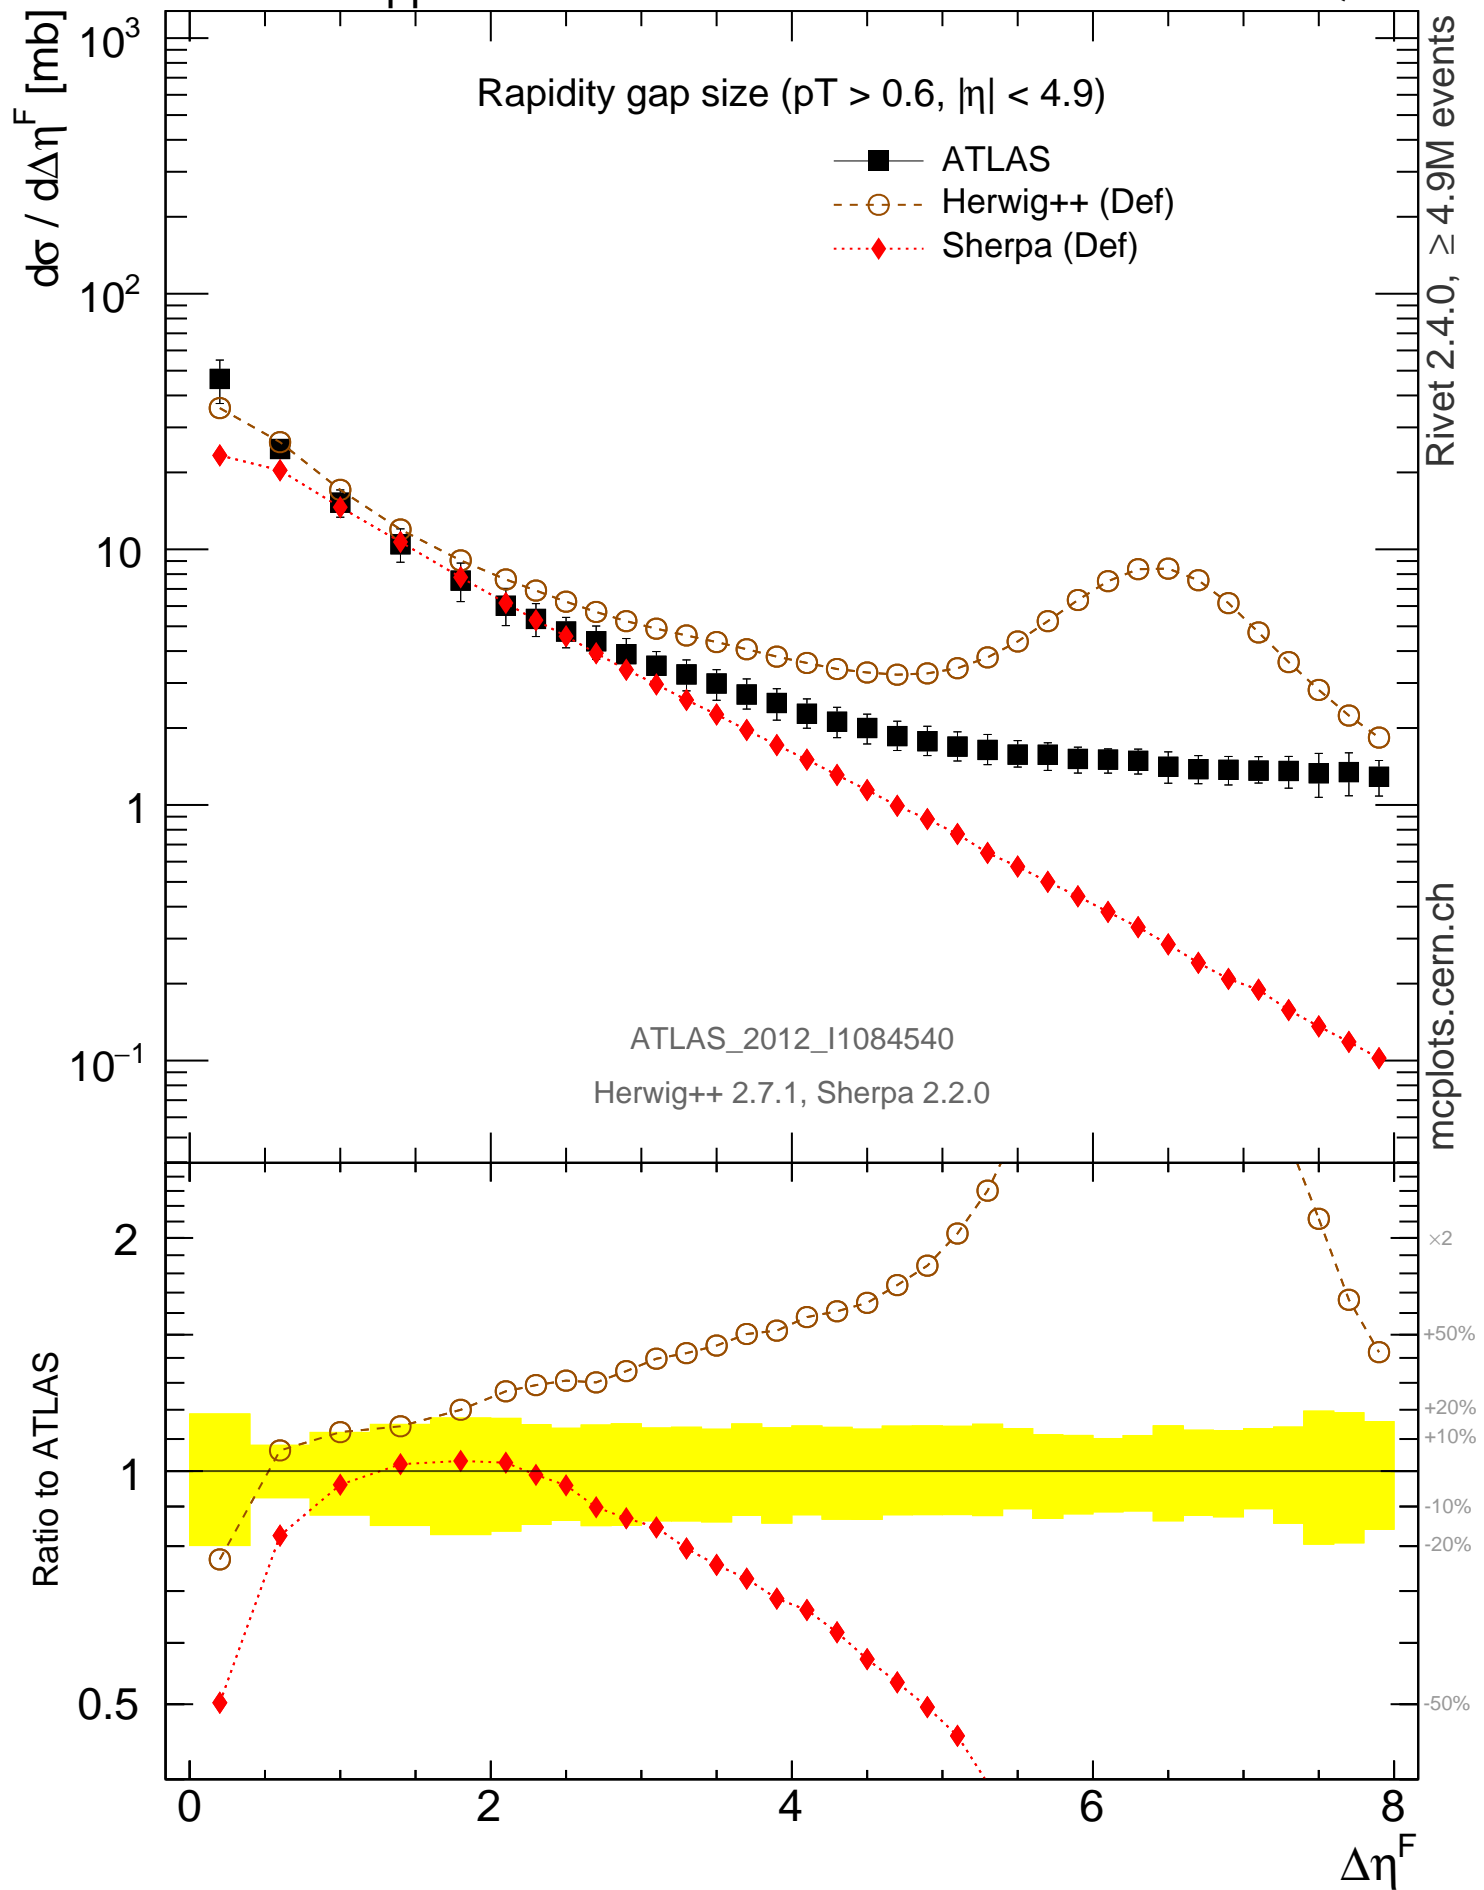 dσ / dΔη^F [mb]
10^3
10^2
10
1
10^−1
Rapidity gap size (pT > 0.6, |η| < 4.9)
ATLAS
Herwig++ (Def)
Sherpa (Def)
ATLAS_2012_I1084540
Herwig++ 2.7.1, Sherpa 2.2.0
Rivet 2.4.0, ≥ 4.9M events
mcplots.cern.ch
Ratio to ATLAS
2
1
0.5
×2
+50%
+20%
+10%
-10%
-20%
-50%
0
2
4
6
8
Δη^F